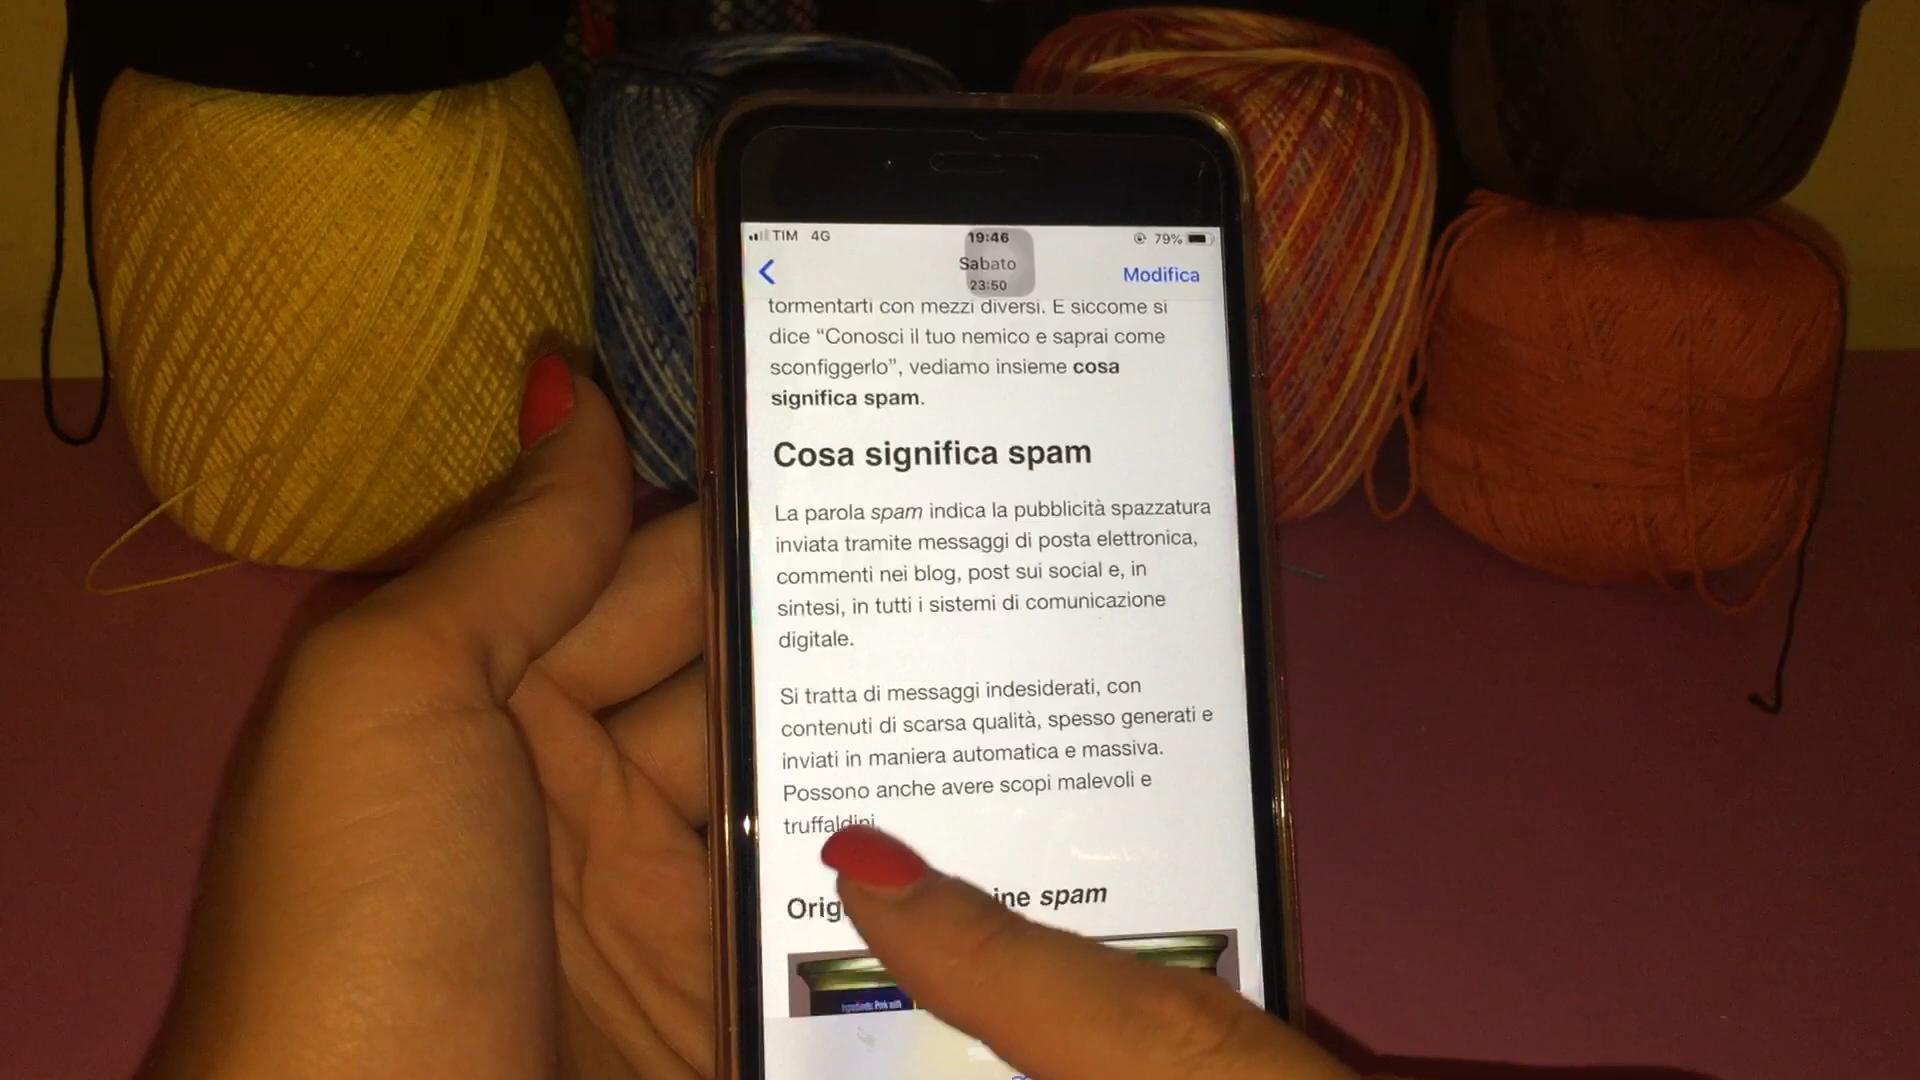 TIM 4G 19:46 79%
Sabato
23:50
Modifica
tormentarti con mezzi diversi. E siccome si
dice “Conosci il tuo nemico e saprai come
sconfiggerlo”, vediamo insieme cosa
significa spam.
Cosa significa spam
La parola spam indica la pubblicità spazzatura
inviata tramite messaggi di posta elettronica,
commenti nei blog, post sui social e, in
sintesi, in tutti i sistemi di comunicazione
digitale.
Si tratta di messaggi indesiderati, con
contenuti di scarsa qualità, spesso generati e
inviati in maniera automatica e massiva.
Possono anche avere scopi malevoli e
truffaldini.
spam
Pork with